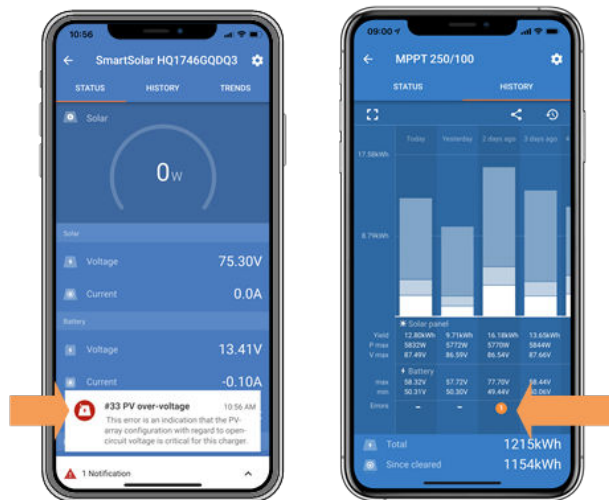 10:56
SmartSolar HQ1746GQDQ3
STATUS HISTORY TRENDS
Solar
0W
Solar
Voltage 75.30V
Current 0.0A
Battery
Voltage 13.41V
Current -0.10A
#33 PV over-voltage 10:56 AM
This error is an indication that the PV-
array configuration with regard to open-
circuit voltage is critical for this charger.
1 Notification
09:00
MPPT 250/100
STATUS HISTORY
Today Yesterday 2 days ago 3 days ago 4
17.58kWh
8.79kWh
Solar panel
Yield 12.80kWh 9.71kWh 16.18kWh 13.65kWh
P max 5832W 5772W 5770W 5844W
V max 87.49V 86.59V 86.54V 87.66V
Battery
max 58.32V 57.72V 77.70V 58.44V
min 50.31V 50.30V 49.44V 50.06V
Errors - - 1
Total 1215kWh
Since cleared 1154kWh